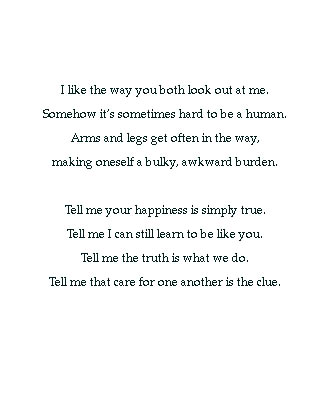 I like the way you both look out at me.
Somehow it's sometimes hard to be a human.
Arms and legs get often in the way,
making oneself a bulky, awkward burden.
Tell me your happiness is simply true.
Tell me I can still learn to be like you.
Tell me the truth is what we do.
Tell me that care for one another is the clue.